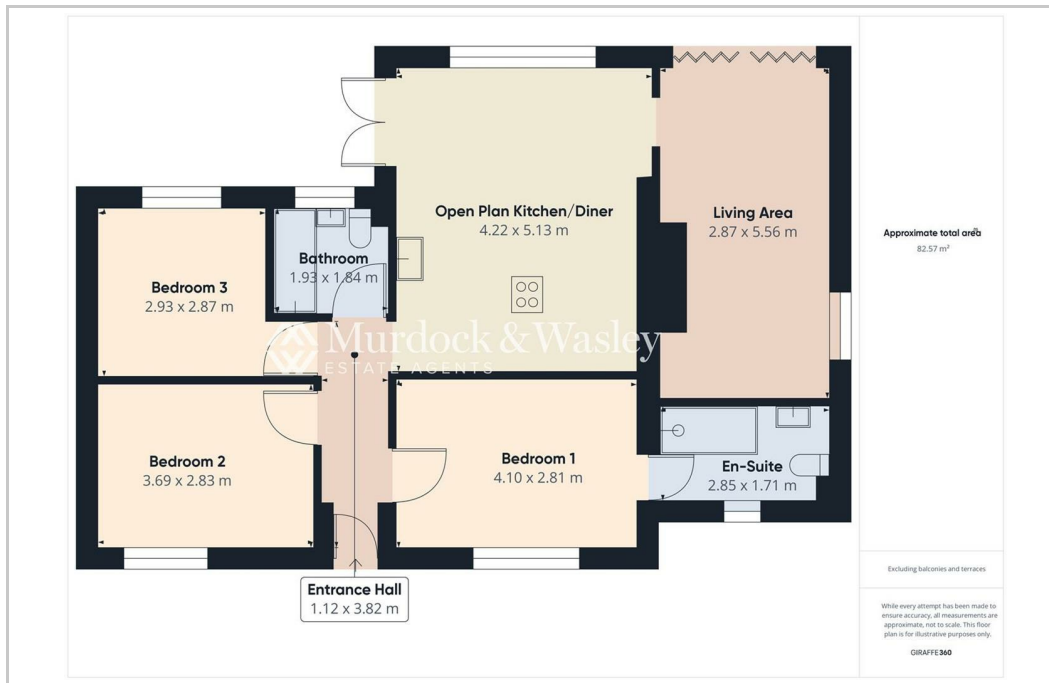 Open Plan Kitchen/Diner
4.22 x 5.13 m
Living Area
2.87 x 5.56 m
Approximate total area
82.57 m²
Bathroom
1.93 x 1.84 m
Bedroom 3
2.93 x 2.87 m
Murdock & Wasley
ESTATE AGENTS
Bedroom 2
3.69 x 2.83 m
Bedroom 1
4.10 x 2.81 m
En-Suite
2.85 x 1.71 m
Entrance Hall
1.12 x 3.82 m
Excluding balconies and terraces
While every attempt has been made to
ensure accuracy, all measurements are
approximate, not to scale. This floor
plan is for illustrative purposes only.
GIRAFFE360